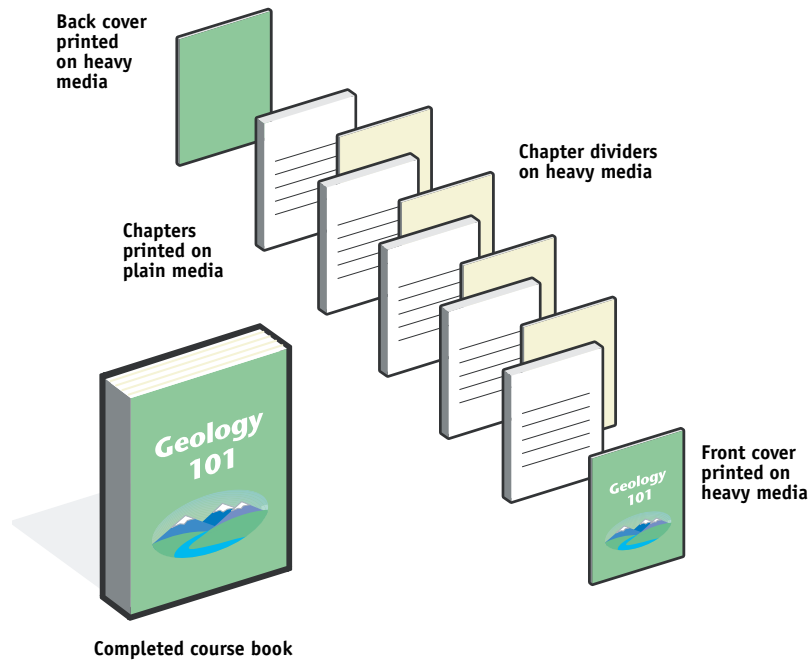 Back cover
printed
on heavy
media
Chapter dividers
on heavy media
Chapters
printed on
plain media
Geology
101
Front cover
printed on
heavy media
Geology
101
Completed course book